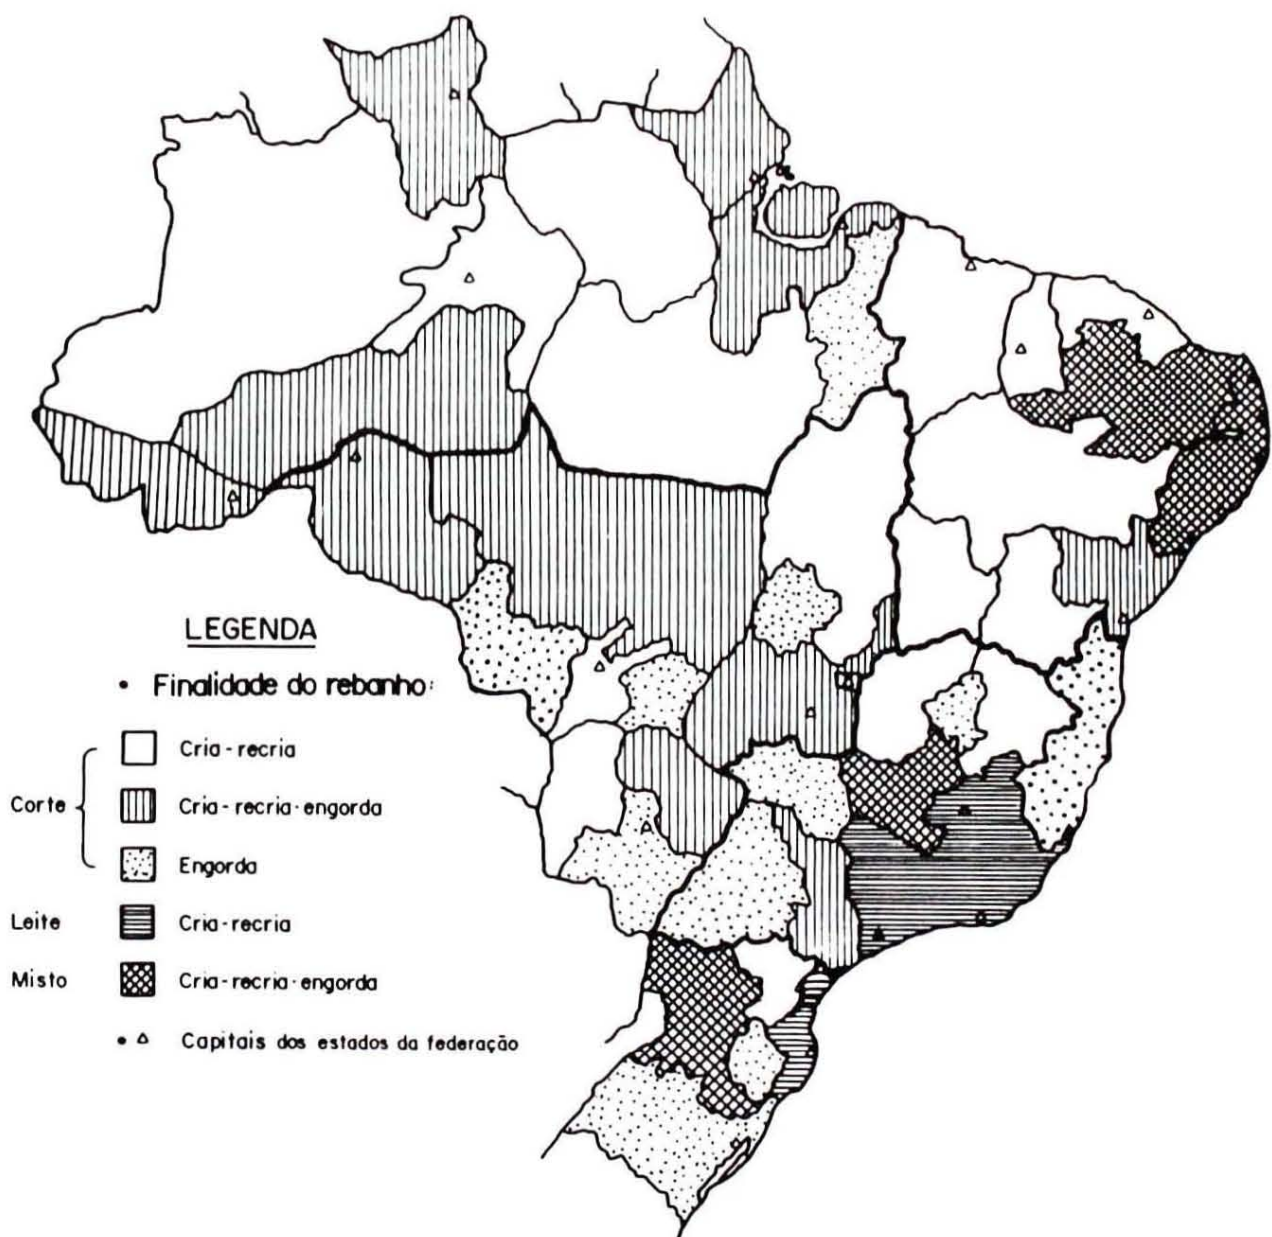 LEGENDA
• Finalidade do rebanho:
Corte
Cria-recria
Cria-recria-engorda
Engorda
Leite
Cria-recria
Misto
Cria-recria-engorda
• △ Capitais dos estados da federação